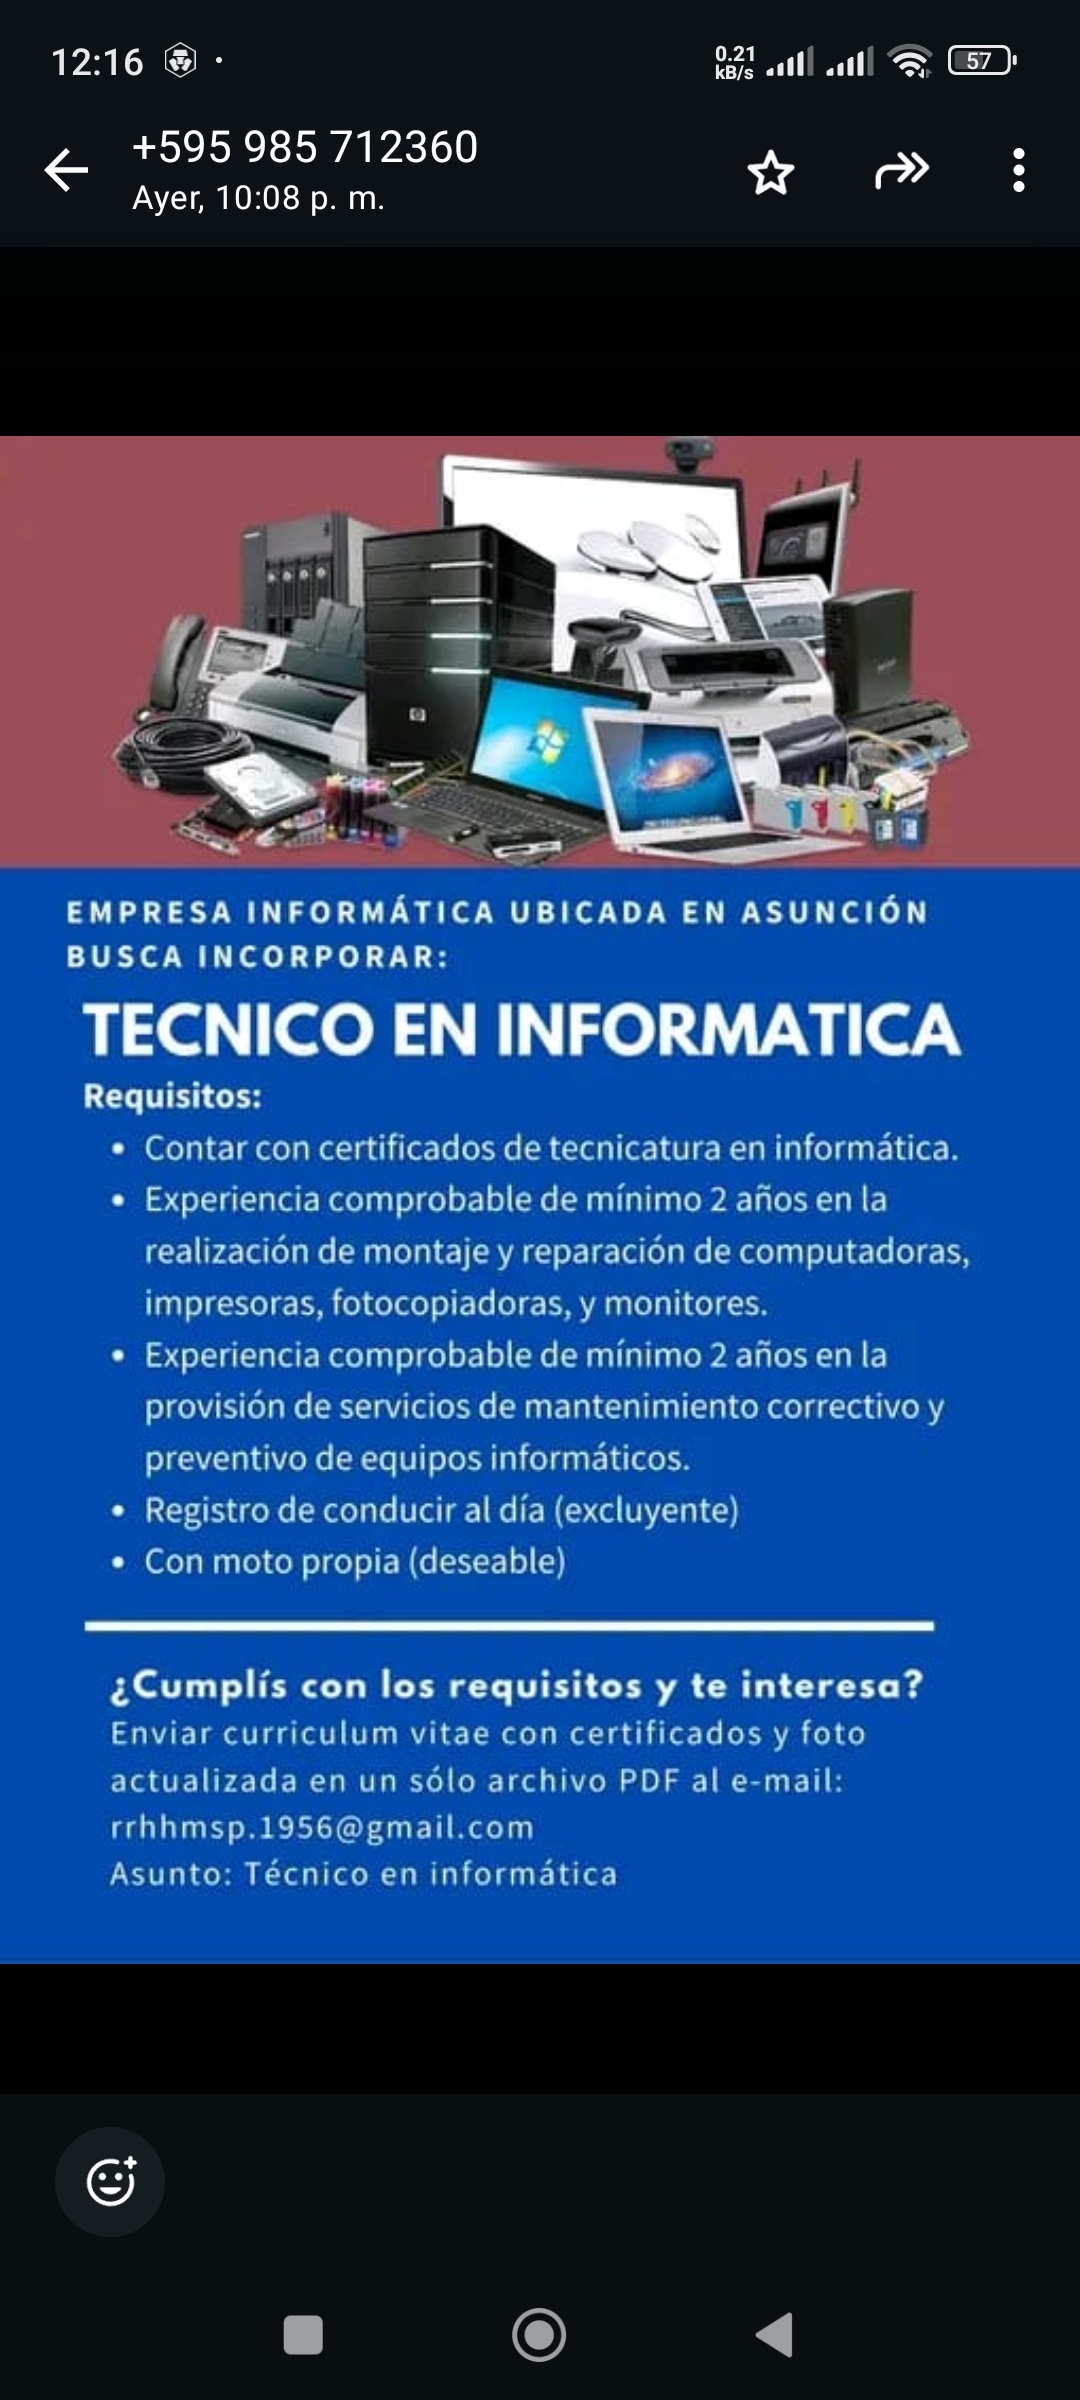 12:16
0.21
kB/s
57
+595 985 712360
Ayer, 10:08 p. m.
EMPRESA INFORMÁTICA UBICADA EN ASUNCIÓN
BUSCA INCORPORAR:
TECNICO EN INFORMATICA
Requisitos:
• Contar con certificados de tecnicatura en informática.
• Experiencia comprobable de mínimo 2 años en la
realización de montaje y reparación de computadoras,
impresoras, fotocopiadoras, y monitores.
• Experiencia comprobable de mínimo 2 años en la
provisión de servicios de mantenimiento correctivo y
preventivo de equipos informáticos.
• Registro de conducir al día (excluyente)
• Con moto propia (deseable)
¿Cumplís con los requisitos y te interesa?
Enviar curriculum vitae con certificados y foto
actualizada en un sólo archivo PDF al e-mail:
rrhhmsp.1956@gmail.com
Asunto: Técnico en informática